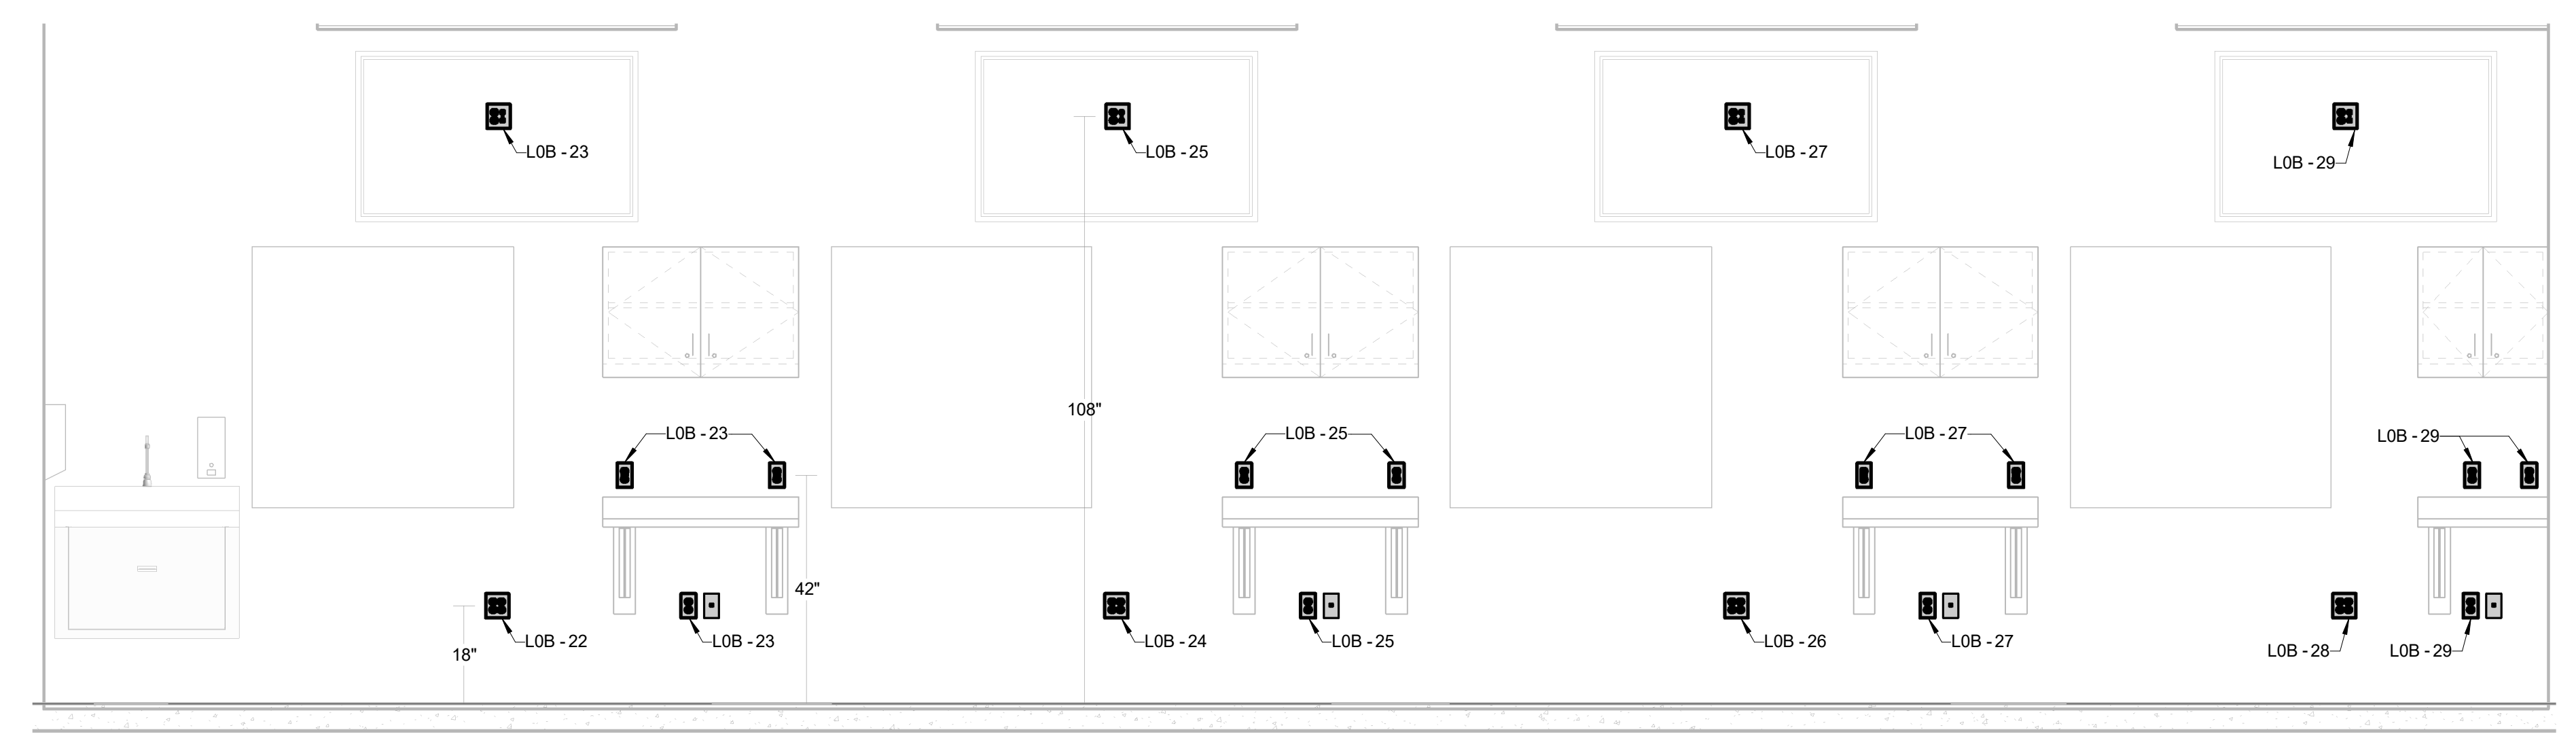 L0B - 23
L0B - 25
L0B - 27
L0B - 29
108"
L0B - 23
L0B - 25
L0B - 27
L0B - 29
42"
L0B - 22
L0B - 23
L0B - 24
L0B - 25
L0B - 26
L0B - 27
L0B - 28
L0B - 29
18"